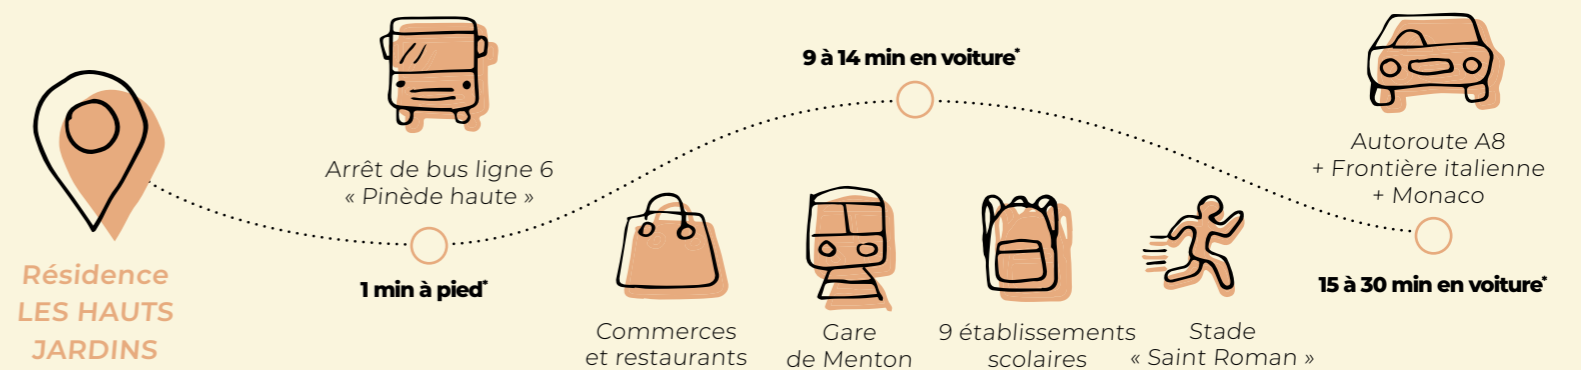 Résidence
LES HAUTS
JARDINS
Arrêt de bus ligne 6
« Pinède haute »
1 min à pied*
9 à 14 min en voiture*
Commerces
et restaurants
Gare
de Menton
9 établissements
scolaires
Stade
« Saint Roman »
Autoroute A8
+ Frontière italienne
+ Monaco
15 à 30 min en voiture*